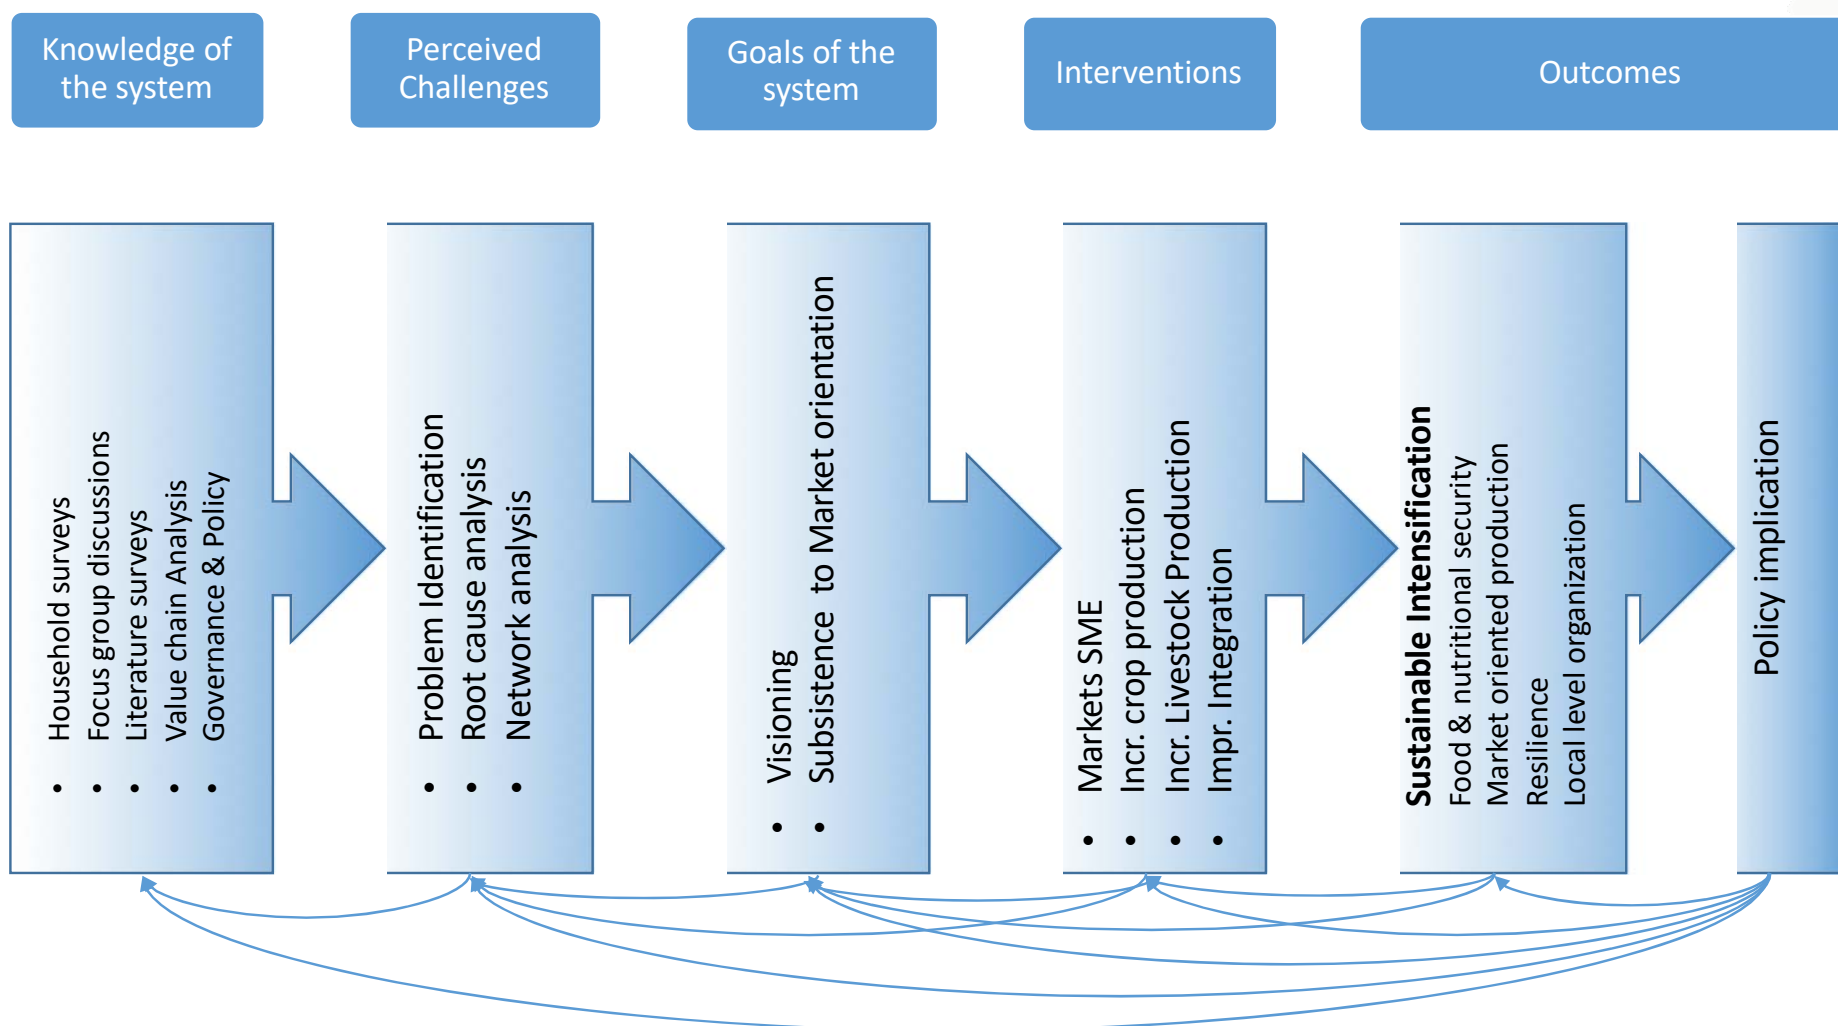 Knowledge of
the system
Perceived
Challenges
Goals of the
system
Interventions
Outcomes
• Household surveys
• Focus group discussions
• Literature surveys
• Value chain Analysis
• Governance & Policy
• Problem Identification
• Root cause analysis
• Network analysis
• Visioning
• Subsistence to Market orientation
• Markets SME
• Incr. crop production
• Incr. Livestock Production
• Impr. Integration
Sustainable Intensification
Food & nutritional security
Market oriented production
Resilience
Local level organization
Policy implication